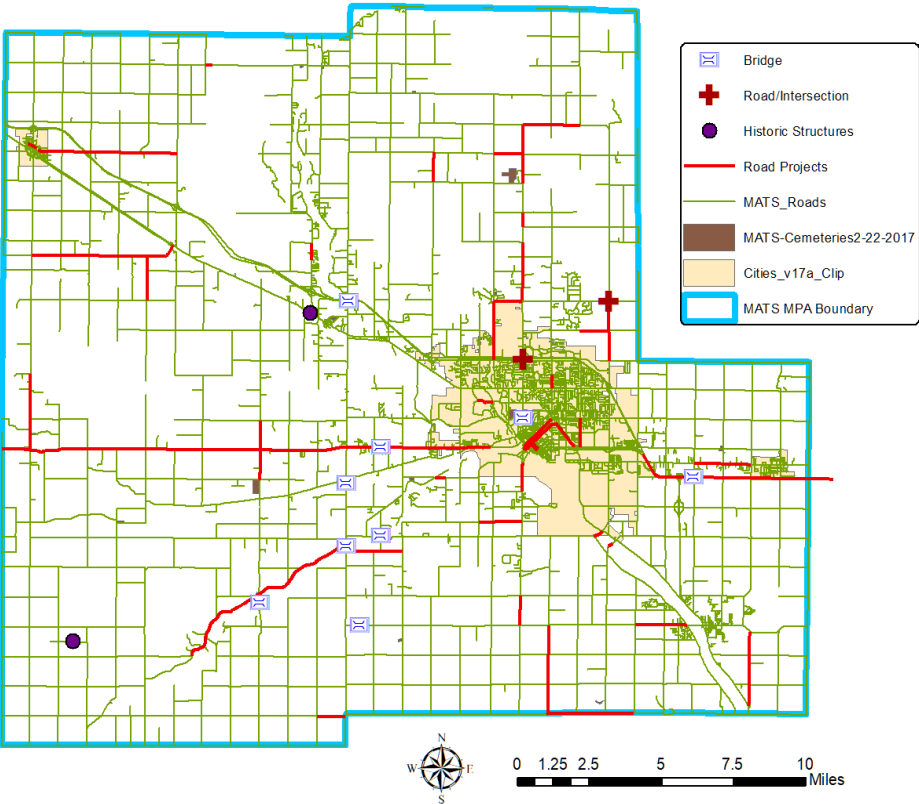 Bridge
Road/Intersection
Historic Structures
Road Projects
MATS_Roads
MATS-Cemeteries2-22-2017
Cities_v17a_Clip
MATS MPA Boundary
N
W E
S
0 1.25 2.5 5 7.5 10
Miles